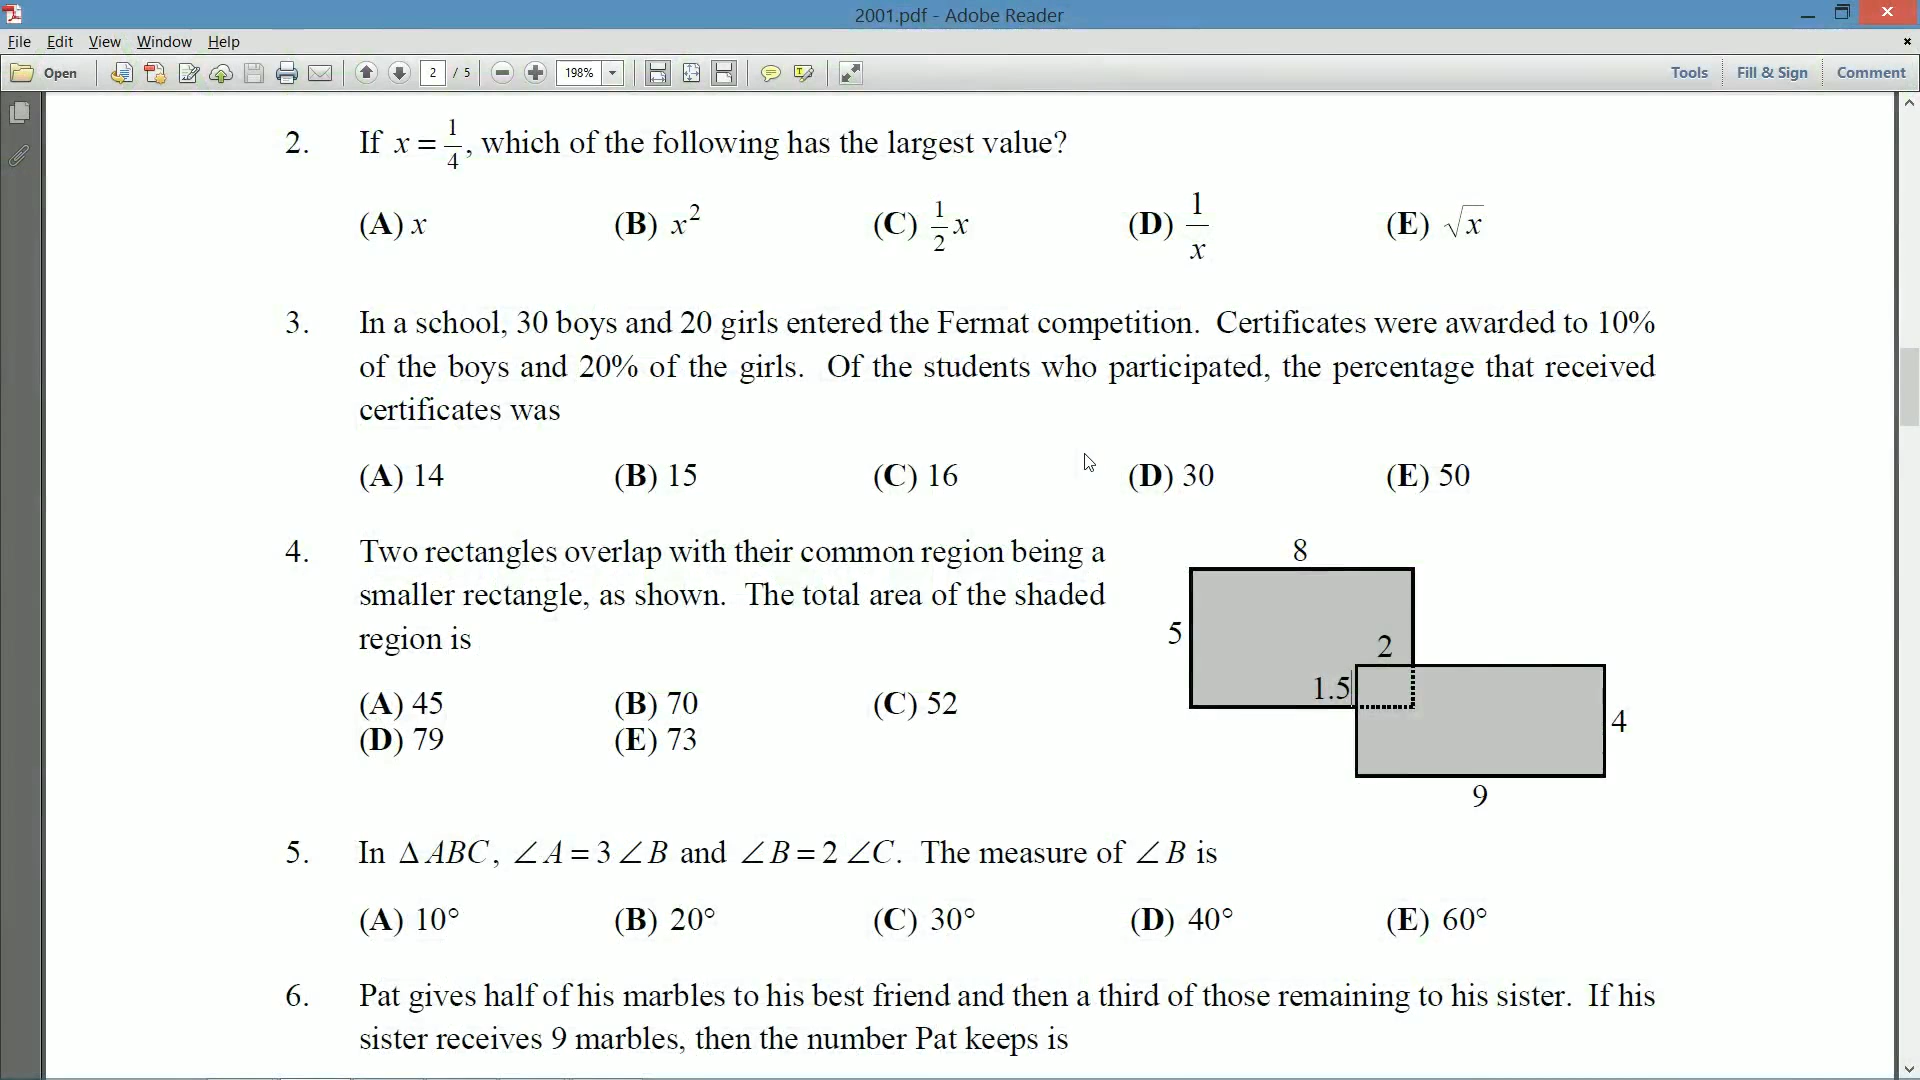 2001.pdf - Adobe Reader
File Edit View Window Help
Open 2 / 5 198% Tools Fill & Sign Comment
2. If x = 1/4, which of the following has the largest value?
(A) x (B) x² (C) 1/2 x (D) 1/x (E) √x
3. In a school, 30 boys and 20 girls entered the Fermat competition. Certificates were awarded to 10%
of the boys and 20% of the girls. Of the students who participated, the percentage that received
certificates was
(A) 14 (B) 15 (C) 16 (D) 30 (E) 50
4. Two rectangles overlap with their common region being a
smaller rectangle, as shown. The total area of the shaded
region is
(A) 45 (B) 70 (C) 52
(D) 79 (E) 73
8
5
2
1.5
4
9
5. In Δ ABC, ∠A = 3 ∠B and ∠B = 2 ∠C. The measure of ∠B is
(A) 10° (B) 20° (C) 30° (D) 40° (E) 60°
6. Pat gives half of his marbles to his best friend and then a third of those remaining to his sister. If his
sister receives 9 marbles, then the number Pat keeps is